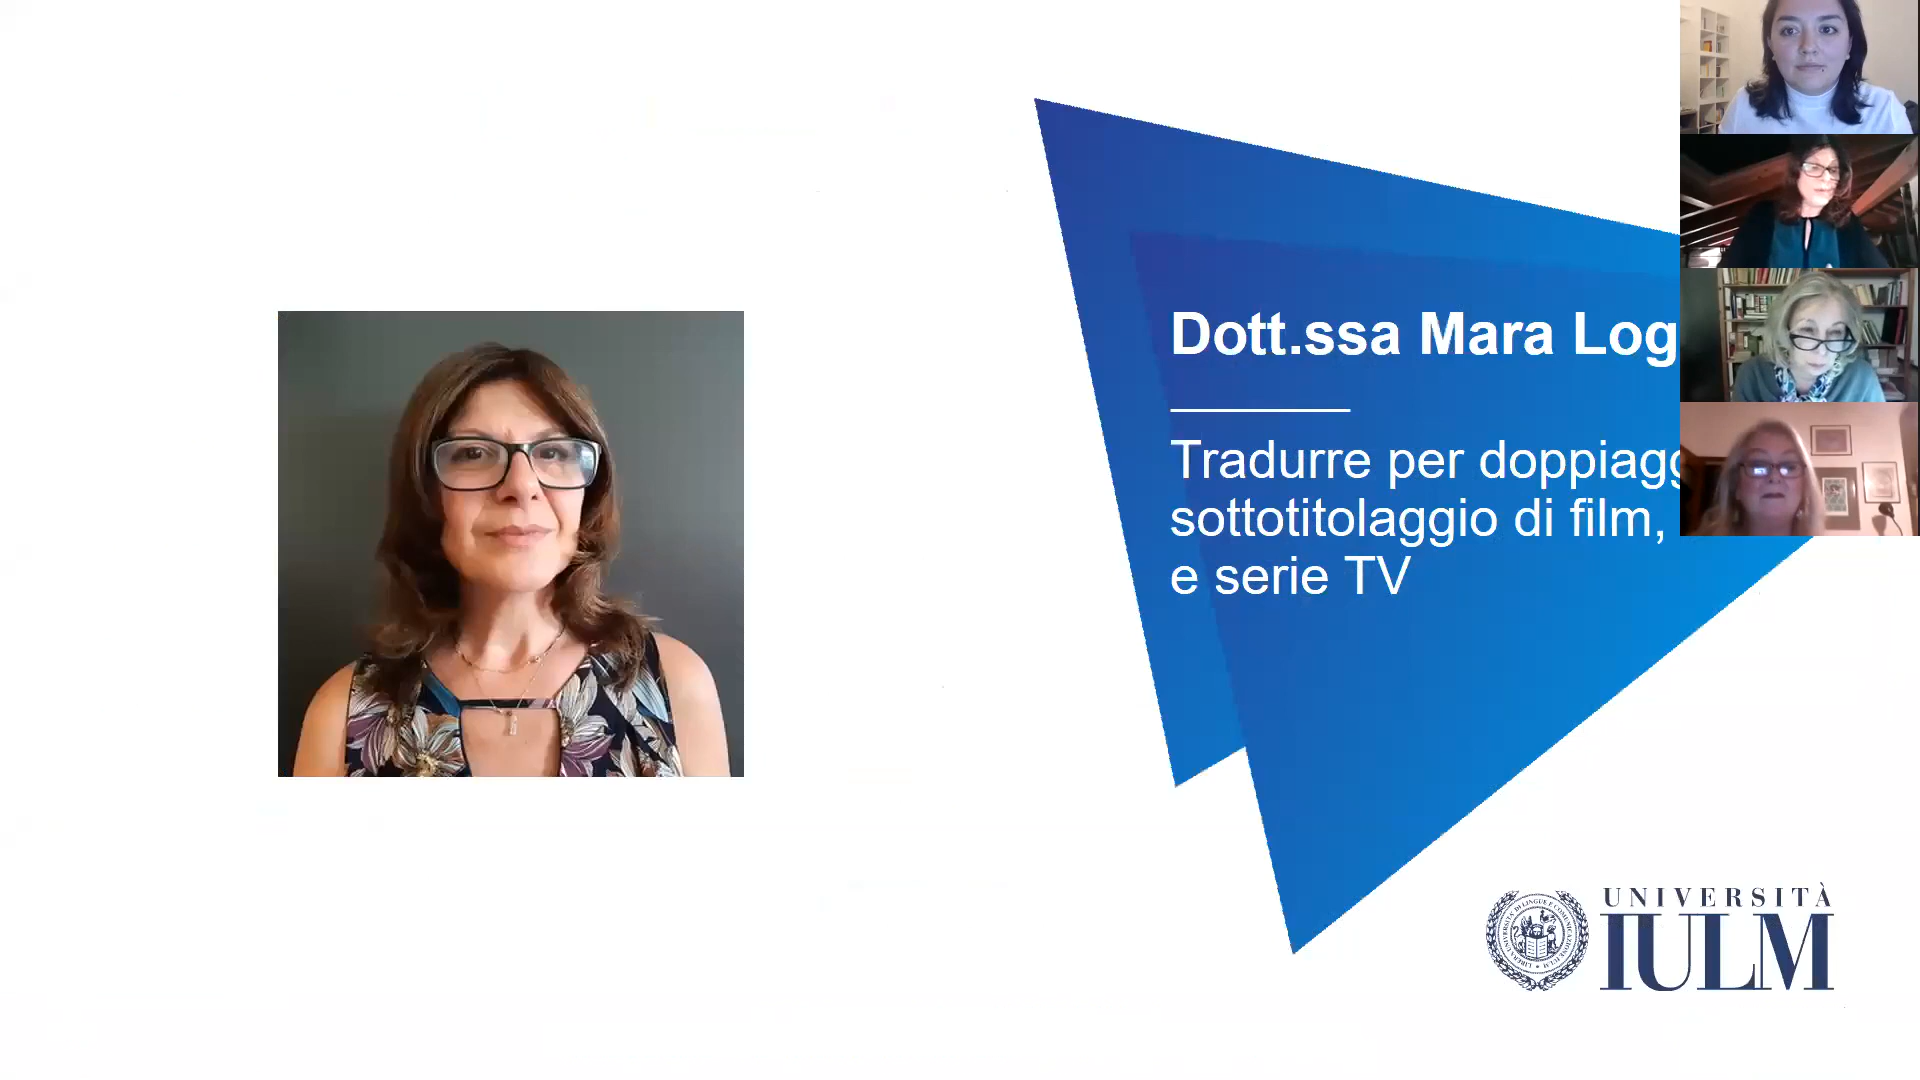 Dott.ssa Mara Log
Tradurre per doppiagg
sottotitolaggio di film,
e serie TV
UNIVERSITÀ
IULM